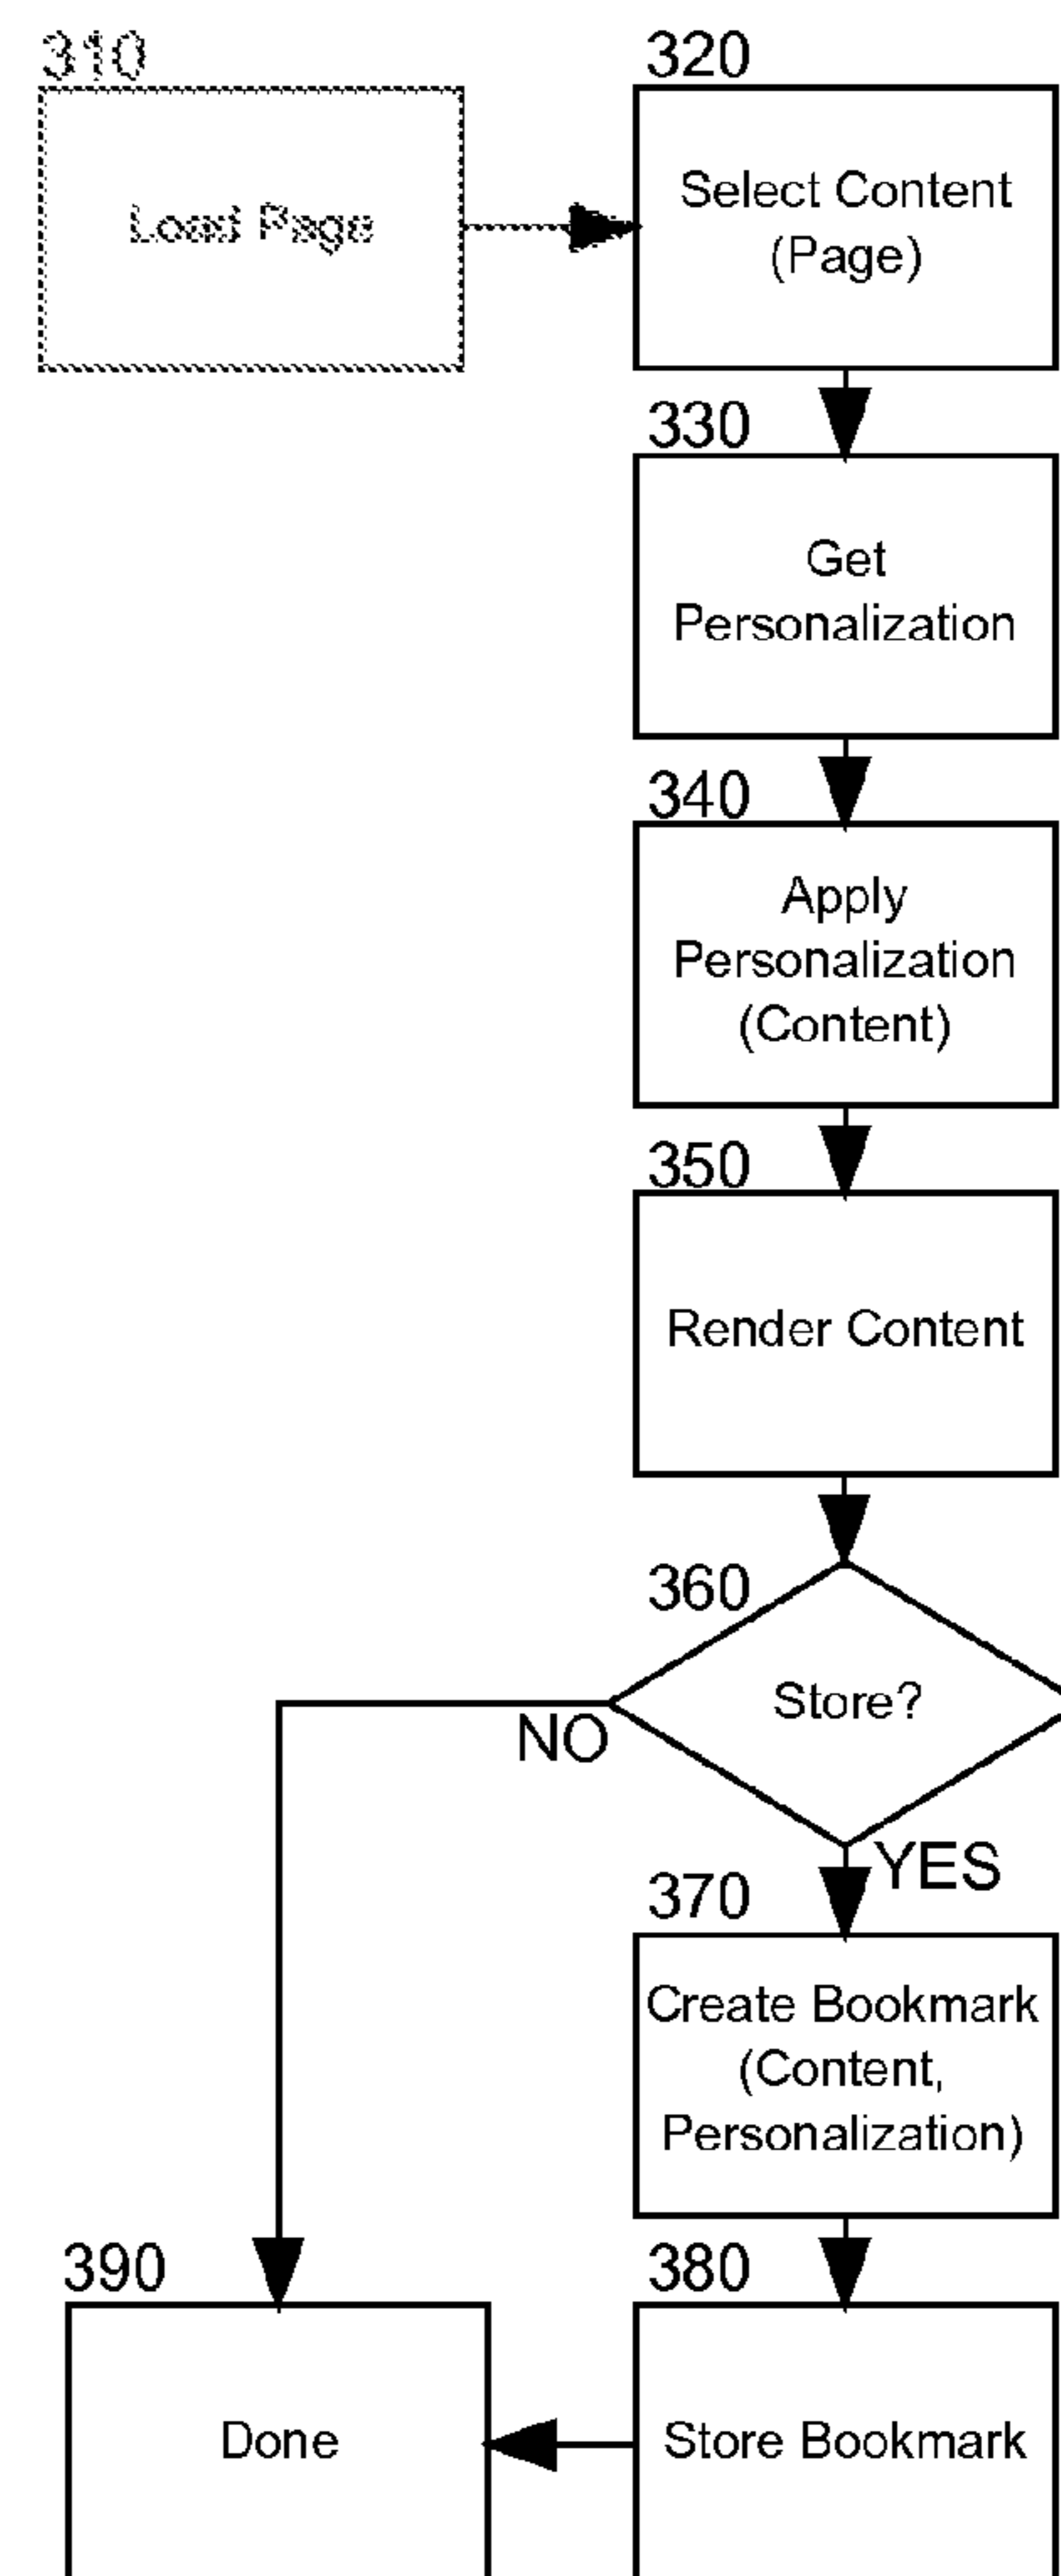 310
Load Page
320
Select Content
(Page)
330
Get
Personalization
340
Apply
Personalization
(Content)
350
Render Content
360
Store?
NO
YES
370
Create Bookmark
(Content,
Personalization)
390
Done
380
Store Bookmark